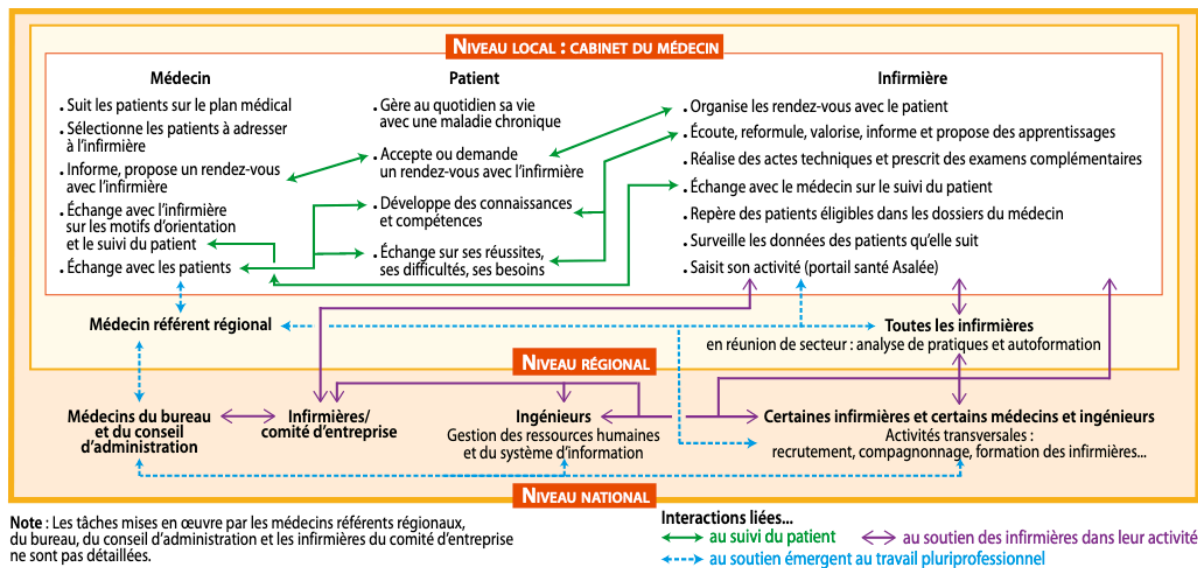 NIVEAU LOCAL : CABINET DU MÉDECIN
Médecin
. Suit les patients sur le plan médical
. Sélectionne les patients à adresser
à l’infirmière
. Informe, propose un rendez-vous
avec l’infirmière
. Échange avec l’infirmière
sur les motifs d’orientation
et le suivi du patient
. Échange avec les patients
Patient
. Gère au quotidien sa vie
avec une maladie chronique
. Accepte ou demande
un rendez-vous avec l’infirmière
. Développe des connaissances
et compétences
. Échange sur ses réussites,
ses difficultés, ses besoins
Infirmière
. Organise les rendez-vous avec le patient
. Écoute, reformule, valorise, informe et propose des apprentissages
. Réalise des actes techniques et prescrit des examens complémentaires
. Échange avec le médecin sur le suivi du patient
. Repère des patients éligibles dans les dossiers du médecin
. Surveille les données des patients qu’elle suit
. Saisit son activité (portail santé Asalée)
Médecin référent régional
Toutes les infirmières
en réunion de secteur : analyse de pratiques et autoformation
NIVEAU RÉGIONAL
Médecins du bureau
et du conseil
d’administration
Infirmières/
comité d’entreprise
Ingénieurs
Gestion des ressources humaines
et du système d’information
Certaines infirmières et certains médecins et ingénieurs
Activités transversales :
recrutement, compagnonnage, formation des infirmières...
NIVEAU NATIONAL
Note : Les tâches mises en œuvre par les médecins référents régionaux,
du bureau, du conseil d’administration et les infirmières du comité d’entreprise
ne sont pas détaillées.
Interactions liées...
au suivi du patient
au soutien des infirmières dans leur activité
au soutien émergent au travail pluriprofessionnel